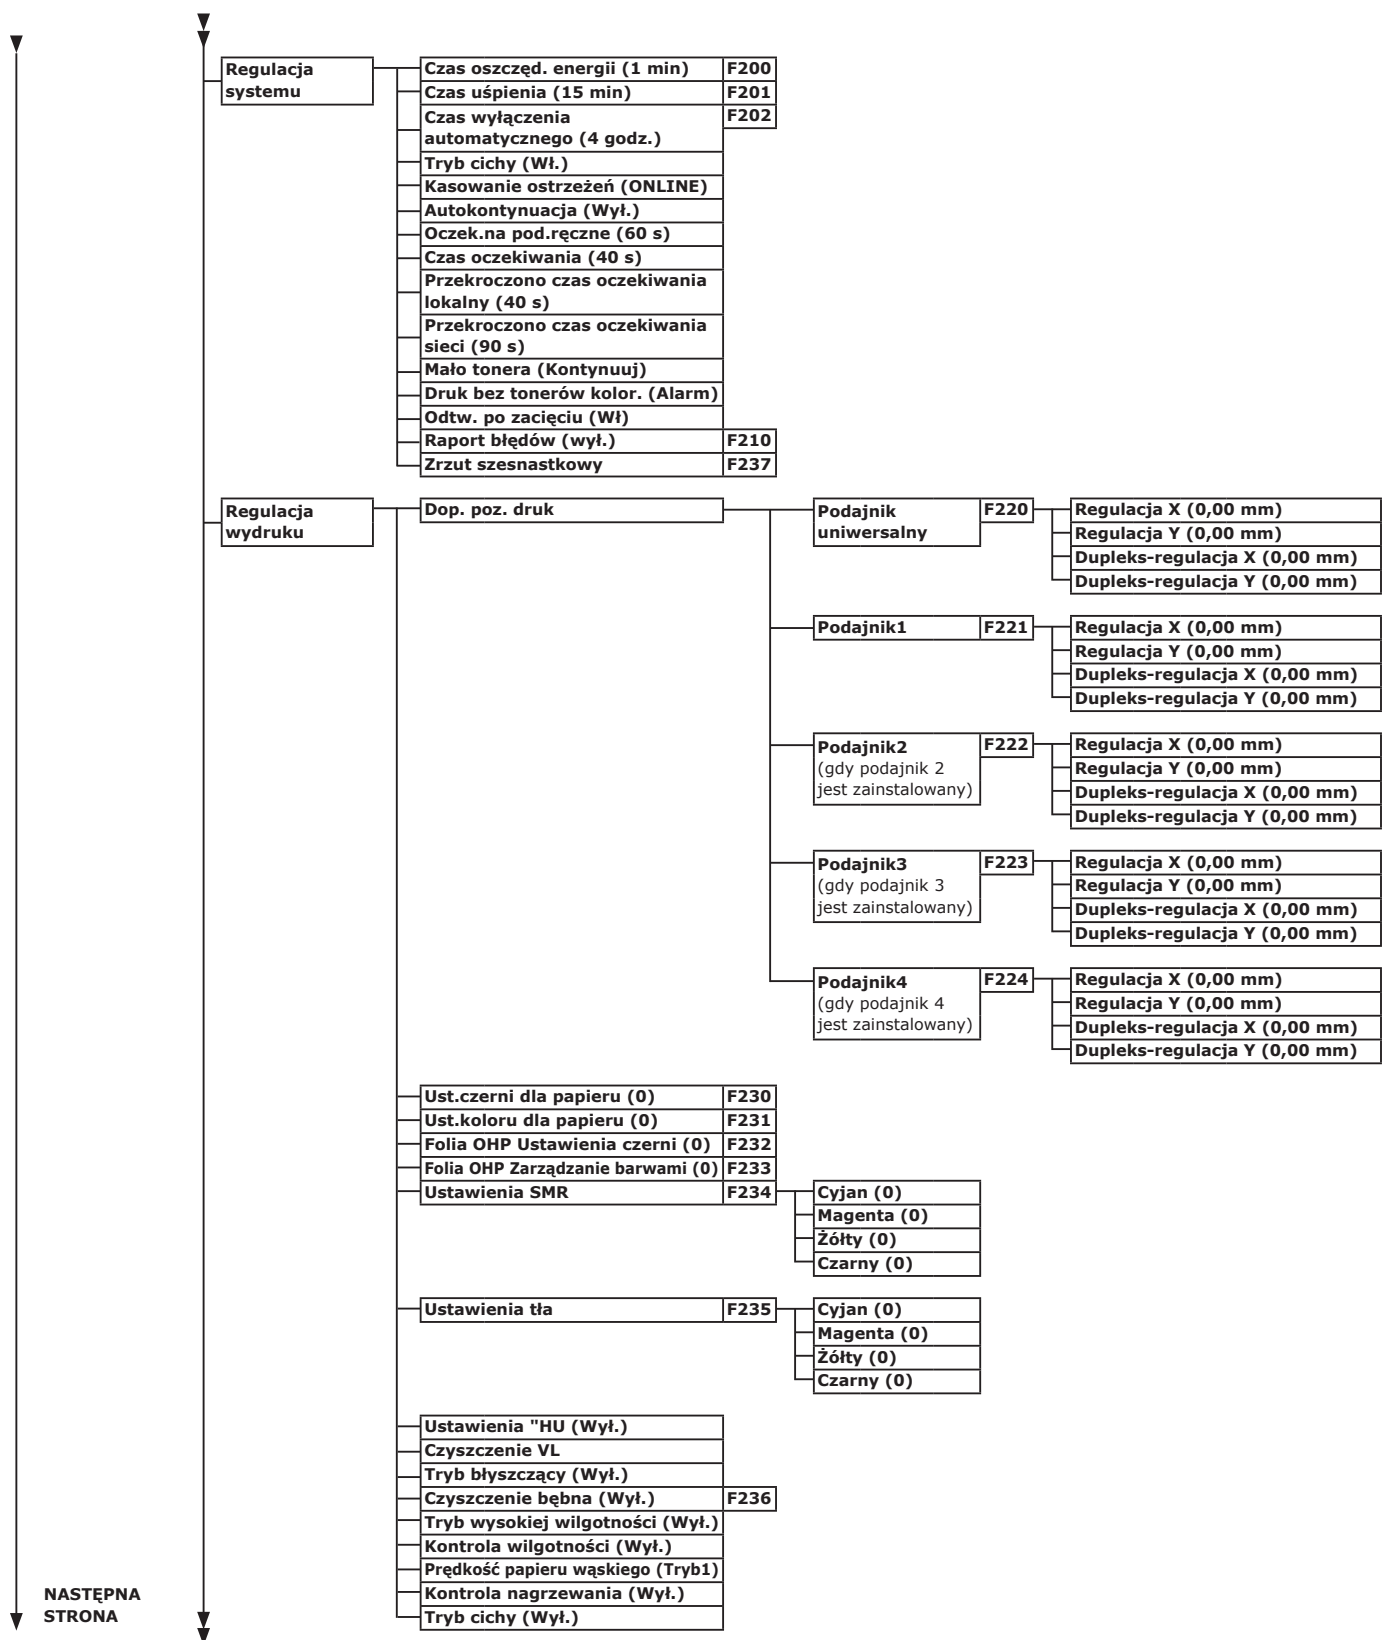 Regulacja
systemu
Czas oszczęd. energii (1 min) F200
Czas uśpienia (15 min) F201
Czas wyłączenia F202
automatycznego (4 godz.)
Tryb cichy (Wł.)
Kasowanie ostrzeżeń (ONLINE)
Autokontynuacja (Wył.)
Oczek.na pod.ręczne (60 s)
Czas oczekiwania (40 s)
Przekroczono czas oczekiwania
lokalny (40 s)
Przekroczono czas oczekiwania
sieci (90 s)
Mało tonera (Kontynuuj)
Druk bez tonerów kolor. (Alarm)
Odtw. po zacięciu (Wł)
Raport błędów (wył.) F210
Zrzut szesnastkowy F237
Regulacja
wydruku
Dop. poz. druk
Podajnik F220
uniwersalny
Regulacja X (0,00 mm)
Regulacja Y (0,00 mm)
Dupleks-regulacja X (0,00 mm)
Dupleks-regulacja Y (0,00 mm)
Podajnik1 F221
Regulacja X (0,00 mm)
Regulacja Y (0,00 mm)
Dupleks-regulacja X (0,00 mm)
Dupleks-regulacja Y (0,00 mm)
Podajnik2 F222
(gdy podajnik 2
jest zainstalowany)
Regulacja X (0,00 mm)
Regulacja Y (0,00 mm)
Dupleks-regulacja X (0,00 mm)
Dupleks-regulacja Y (0,00 mm)
Podajnik3 F223
(gdy podajnik 3
jest zainstalowany)
Regulacja X (0,00 mm)
Regulacja Y (0,00 mm)
Dupleks-regulacja X (0,00 mm)
Dupleks-regulacja Y (0,00 mm)
Podajnik4 F224
(gdy podajnik 4
jest zainstalowany)
Regulacja X (0,00 mm)
Regulacja Y (0,00 mm)
Dupleks-regulacja X (0,00 mm)
Dupleks-regulacja Y (0,00 mm)
Ust.czerni dla papieru (0) F230
Ust.koloru dla papieru (0) F231
Folia OHP Ustawienia czerni (0) F232
Folia OHP Zarządzanie barwami (0) F233
Ustawienia SMR F234
Cyjan (0)
Magenta (0)
Żółty (0)
Czarny (0)
Ustawienia tła F235
Cyjan (0)
Magenta (0)
Żółty (0)
Czarny (0)
Ustawienia "HU (Wył.)
Czyszczenie VL
Tryb błyszczący (Wył.)
Czyszczenie bębna (Wył.) F236
Tryb wysokiej wilgotności (Wył.)
Kontrola wilgotności (Wył.)
Prędkość papieru wąskiego (Tryb1)
Kontrola nagrzewania (Wył.)
Tryb cichy (Wył.)
NASTĘPNA
STRONA